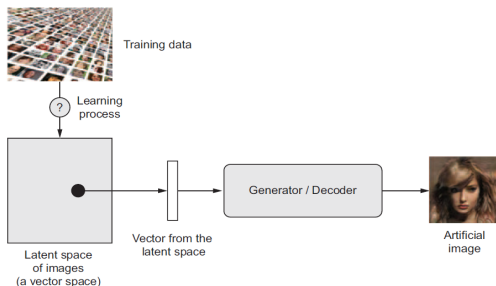 Training data
?
Learning
process
Generator / Decoder
Vector from the
latent space
Artificial
image
Latent space
of images
(a vector space)